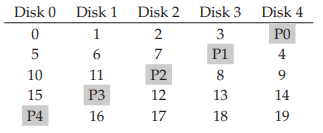 Disk 0 Disk 1 Disk 2 Disk 3 Disk 4
0 1 2 3 P0
5 6 7 P1 4
10 11 P2 8 9
15 P3 12 13 14
P4 16 17 18 19